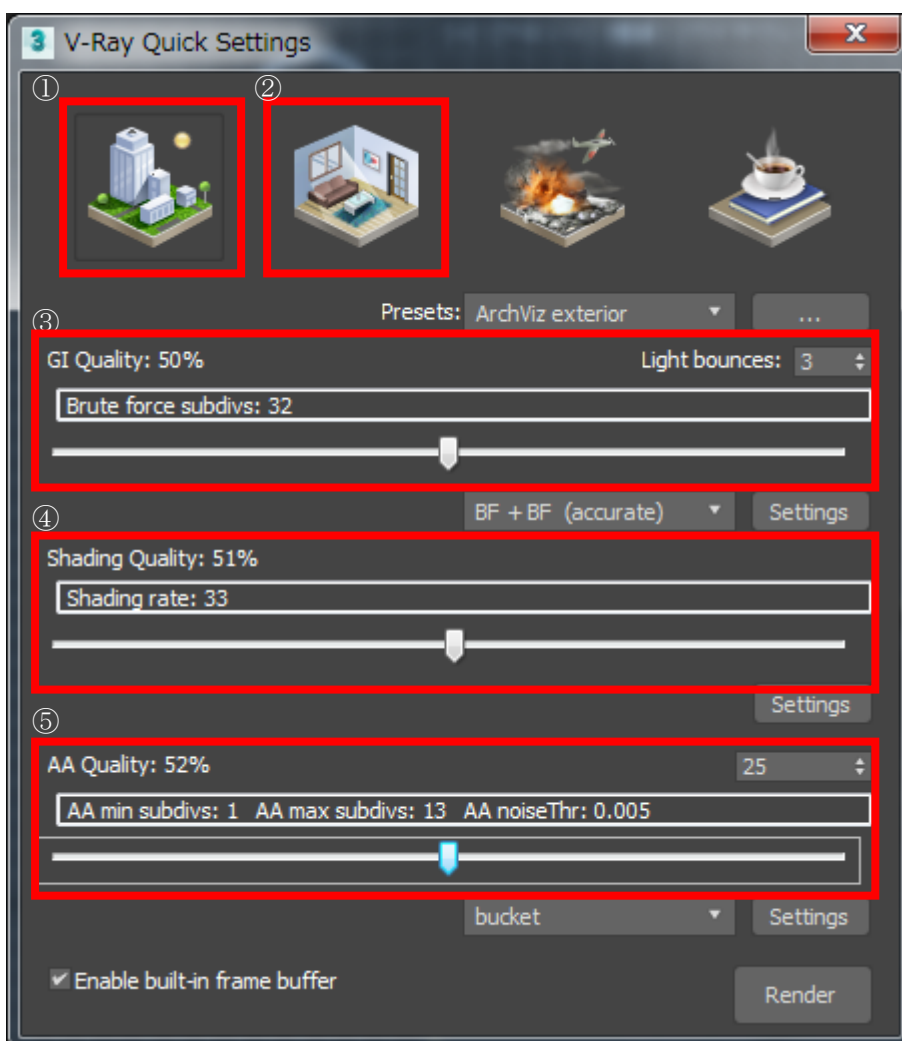 3 V-Ray Quick Settings x
① ②
③ Presets: ArchViz exterior ...
GI Quality: 50% Light bounces: 3
Brute force subdivs: 32
④ BF + BF (accurate) Settings
Shading Quality: 51%
Shading rate: 33
Settings
⑤
AA Quality: 52% 25
AA min subdivs: 1 AA max subdivs: 13 AA noiseThr: 0.005
bucket Settings
Enable built-in frame buffer
Render